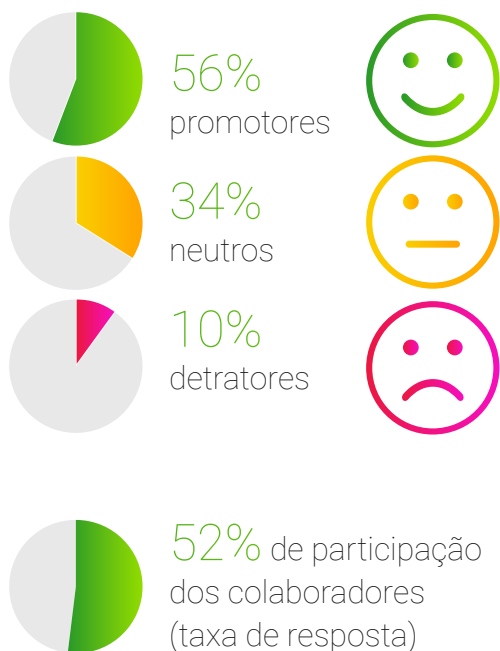 56%
promotores
34%
neutros
10%
detratores
52% de participação
dos colaboradores
(taxa de resposta)